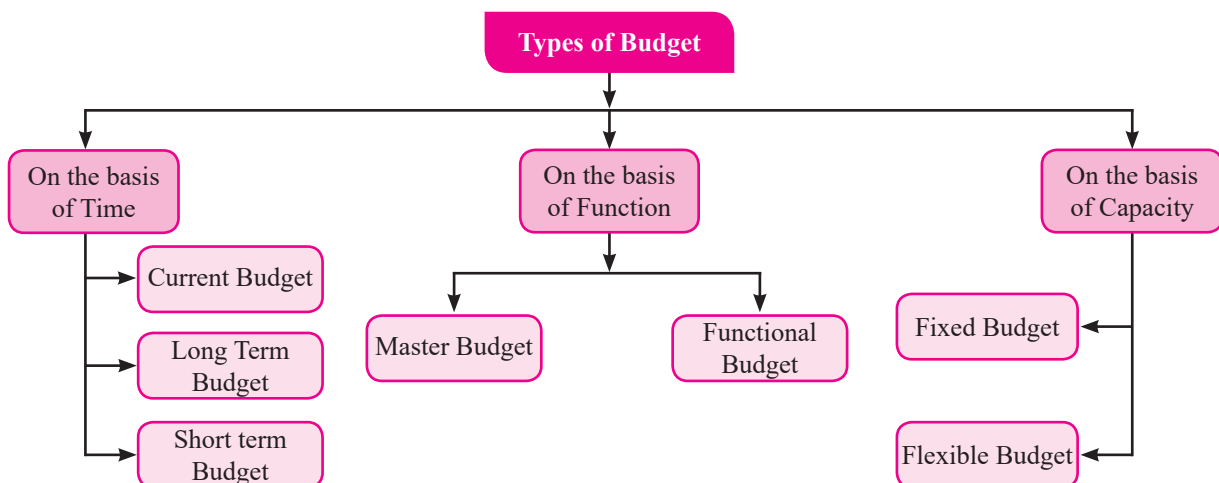 Types of Budget
On the basis
of Time
On the basis
of Function
On the basis
of Capacity
Current Budget
Long Term
Budget
Short term
Budget
Master Budget
Functional
Budget
Fixed Budget
Flexible Budget